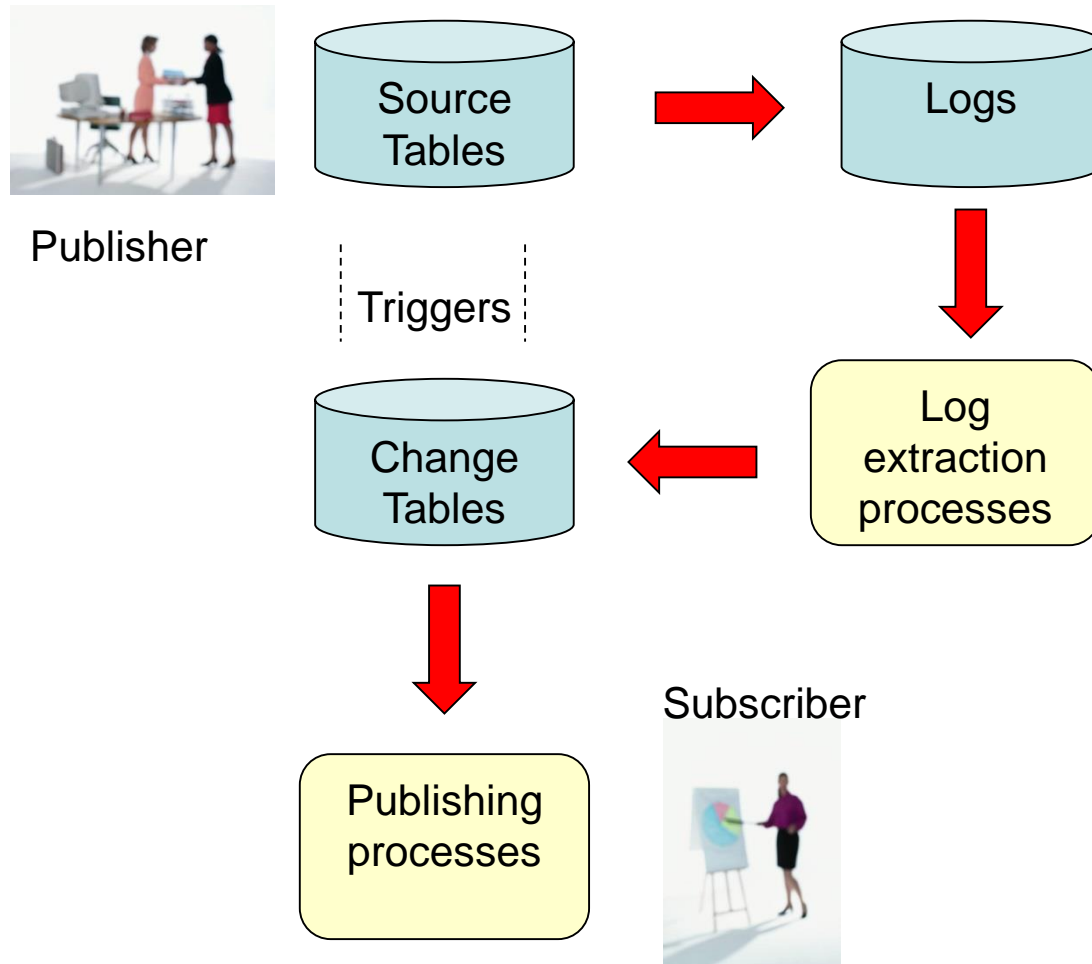 Source
Tables
Logs
Publisher
Triggers
Change
Tables
Log
extraction
processes
Subscriber
Publishing
processes